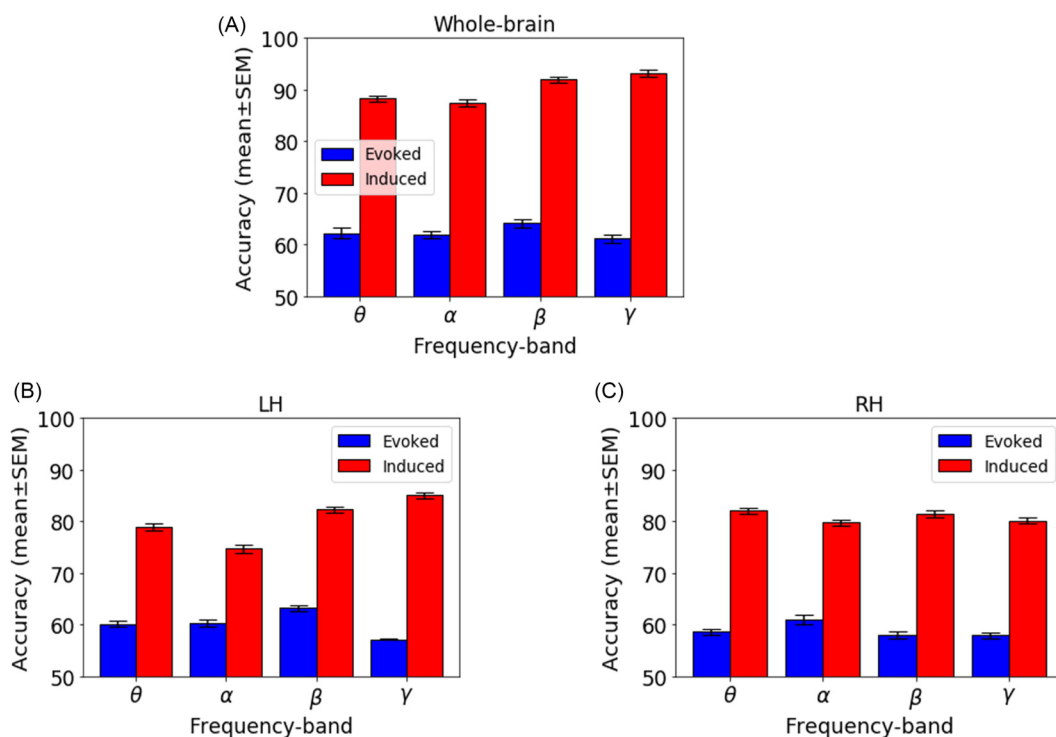 (A)
Whole-brain
Accuracy (mean±SEM)
100
90
80
70
60
50
Evoked
Induced
θ α β γ
Frequency-band
(B)
LH
Accuracy (mean±SEM)
100
90
80
70
60
50
Evoked
Induced
θ α β γ
Frequency-band
(C)
RH
Accuracy (mean±SEM)
100
90
80
70
60
50
Evoked
Induced
θ α β γ
Frequency-band